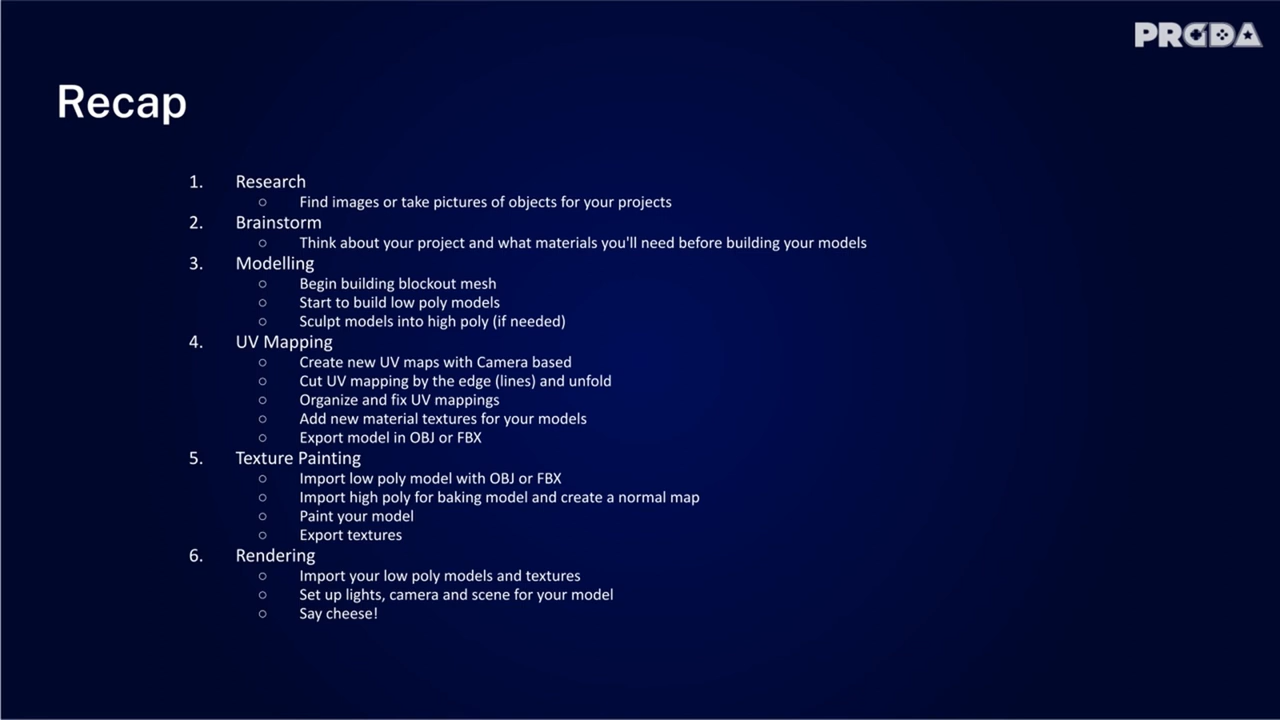 PRGDA
Recap
1. Research
○ Find images or take pictures of objects for your projects
2. Brainstorm
○ Think about your project and what materials you'll need before building your models
3. Modelling
○ Begin building blockout mesh
○ Start to build low poly models
○ Sculpt models into high poly (if needed)
4. UV Mapping
○ Create new UV maps with Camera based
○ Cut UV mapping by the edge (lines) and unfold
○ Organize and fix UV mappings
○ Add new material textures for your models
○ Export model in OBJ or FBX
5. Texture Painting
○ Import low poly model with OBJ or FBX
○ Import high poly for baking model and create a normal map
○ Paint your model
○ Export textures
6. Rendering
○ Import your low poly models and textures
○ Set up lights, camera and scene for your model
○ Say cheese!